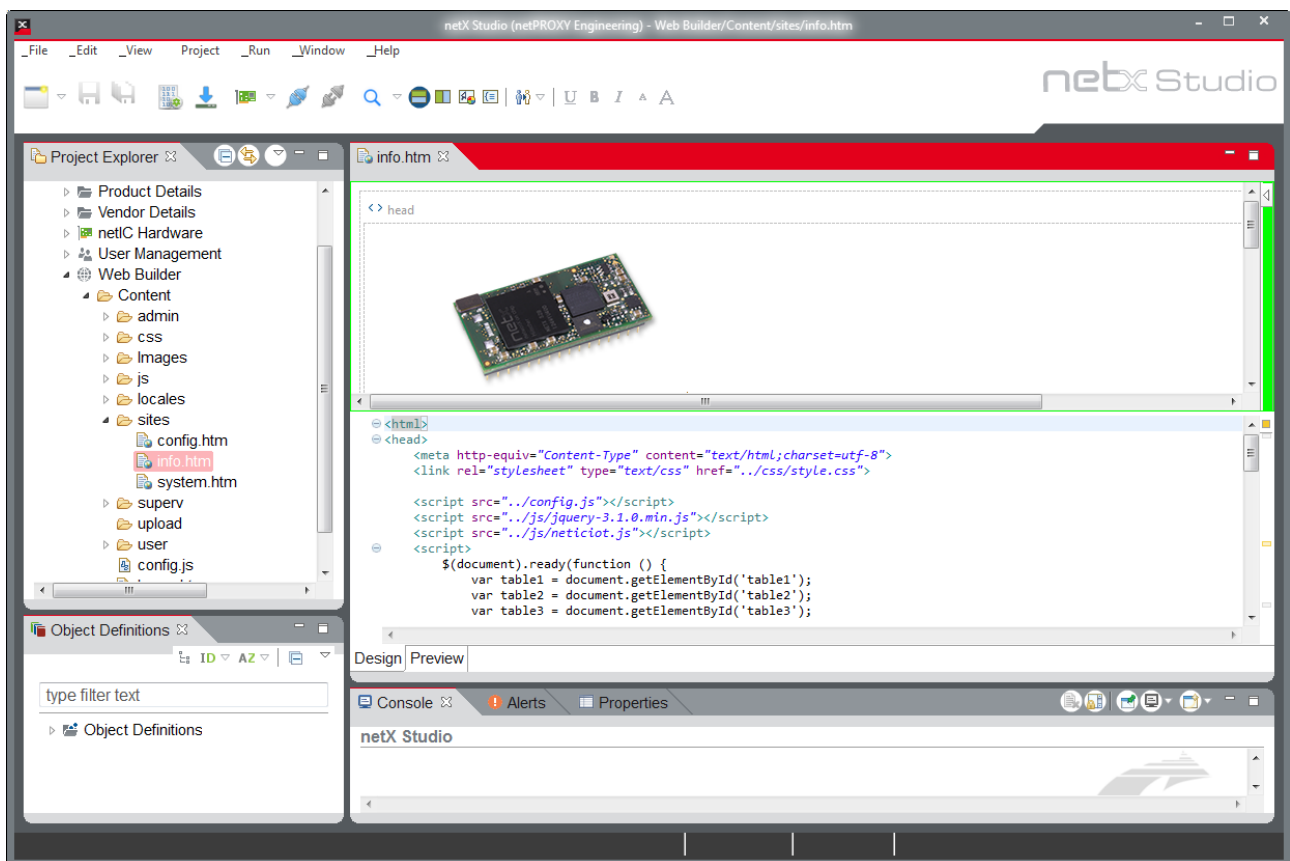 netX Studio (netPROXY Engineering) - Web Builder/Content/sites/info.htm
_File _Edit _View Project _Run _Window _Help
netX Studio
U B I A A
Project Explorer
Product Details
Vendor Details
netIC Hardware
User Management
Web Builder
Content
admin
css
Images
js
locales
sites
config.htm
info.htm
system.htm
superv
upload
user
config.js
info.htm
<> head
netX
<html>
<head>
<meta http-equiv="Content-Type" content="text/html;charset=utf-8">
<link rel="stylesheet" type="text/css" href="../css/style.css">
<script src="../config.js"></script>
<script src="../js/jquery-3.1.0.min.js"></script>
<script src="../js/neticiot.js"></script>
<script>
$(document).ready(function () {
var table1 = document.getElementById('table1');
var table2 = document.getElementById('table2');
var table3 = document.getElementById('table3');
Design Preview
Object Definitions
ID AZ
type filter text
Object Definitions
Console Alerts Properties
netX Studio